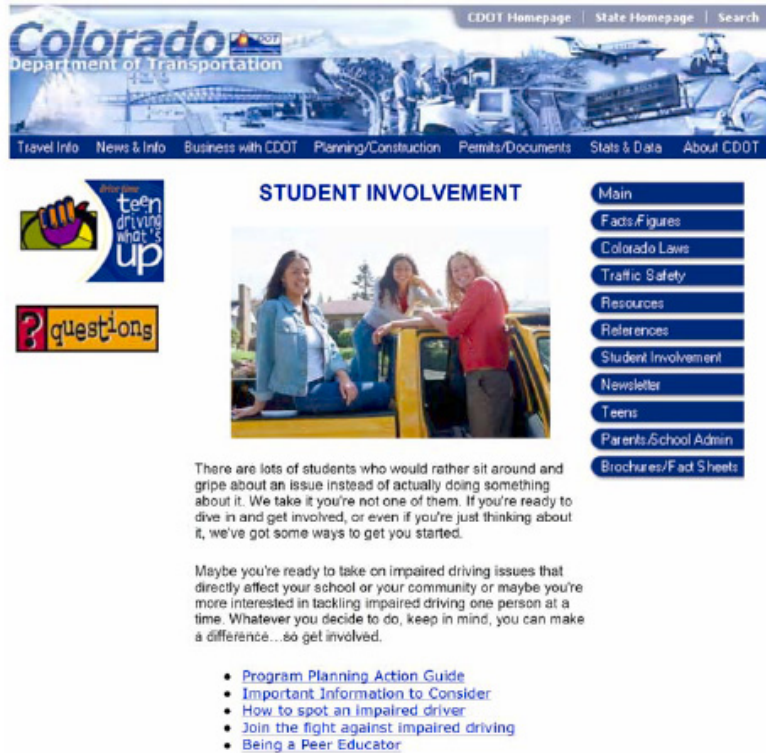 CDOT Homepage | State Homepage | Search
Colorado CDOT
Department of Transportation
Travel Info News & Info Business with CDOT Planning/Construction Permits/Documents Stats & Data About CDOT
Drive time
teen
driving
what's
up
? questions
STUDENT INVOLVEMENT
There are lots of students who would rather sit around and
gripe about an issue instead of actually doing something
about it. We take it you're not one of them. If you're ready to
dive in and get involved, or even if you're just thinking about
it, we've got some ways to get you started.
Maybe you're ready to take on impaired driving issues that
directly affect your school or your community or maybe you're
more interested in tackling impaired driving one person at a
time. Whatever you decide to do, keep in mind, you can make
a difference...so get involved.
• Program Planning Action Guide
• Important Information to Consider
• How to spot an impaired driver
• Join the fight against impaired driving
• Being a Peer Educator
Main
Facts/Figures
Colorado Laws
Traffic Safety
Resources
References
Student Involvement
Newsletter
Teens
Parents/School Admin
Brochures/Fact Sheets